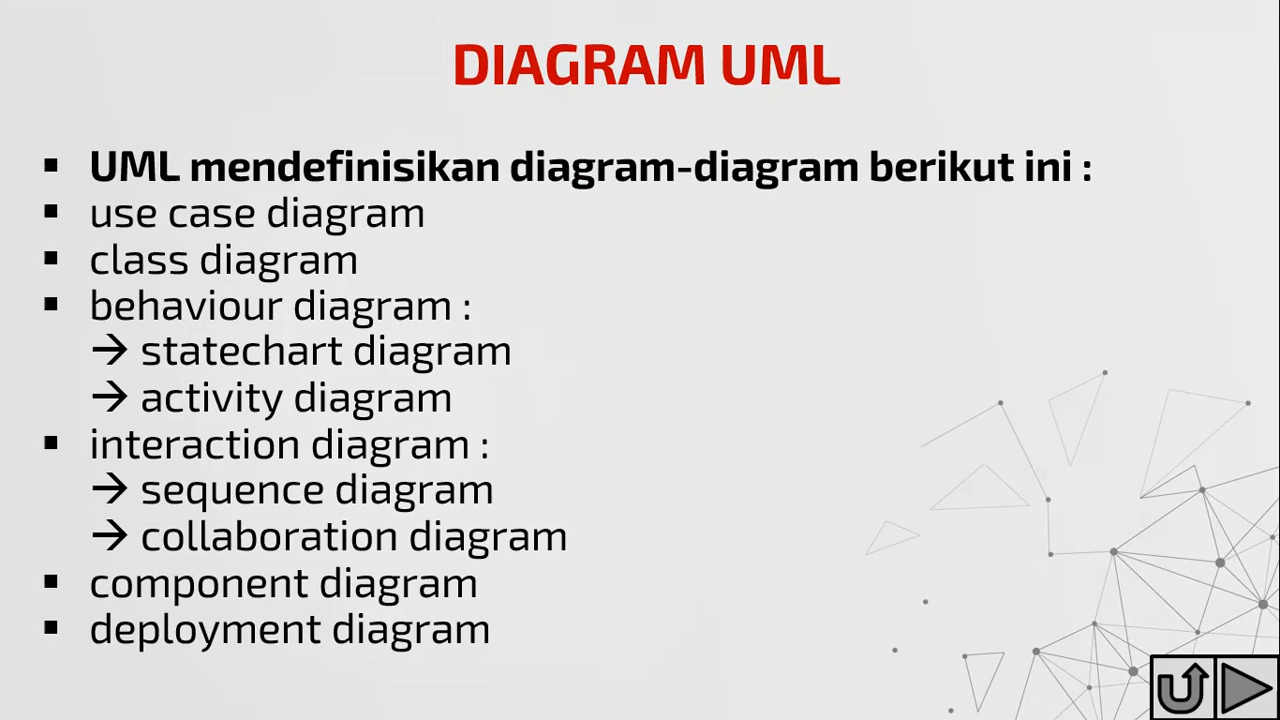 DIAGRAM UML
▪ UML mendefinisikan diagram-diagram berikut ini :
▪ use case diagram
▪ class diagram
▪ behaviour diagram :
→ statechart diagram
→ activity diagram
▪ interaction diagram :
→ sequence diagram
→ collaboration diagram
▪ component diagram
▪ deployment diagram